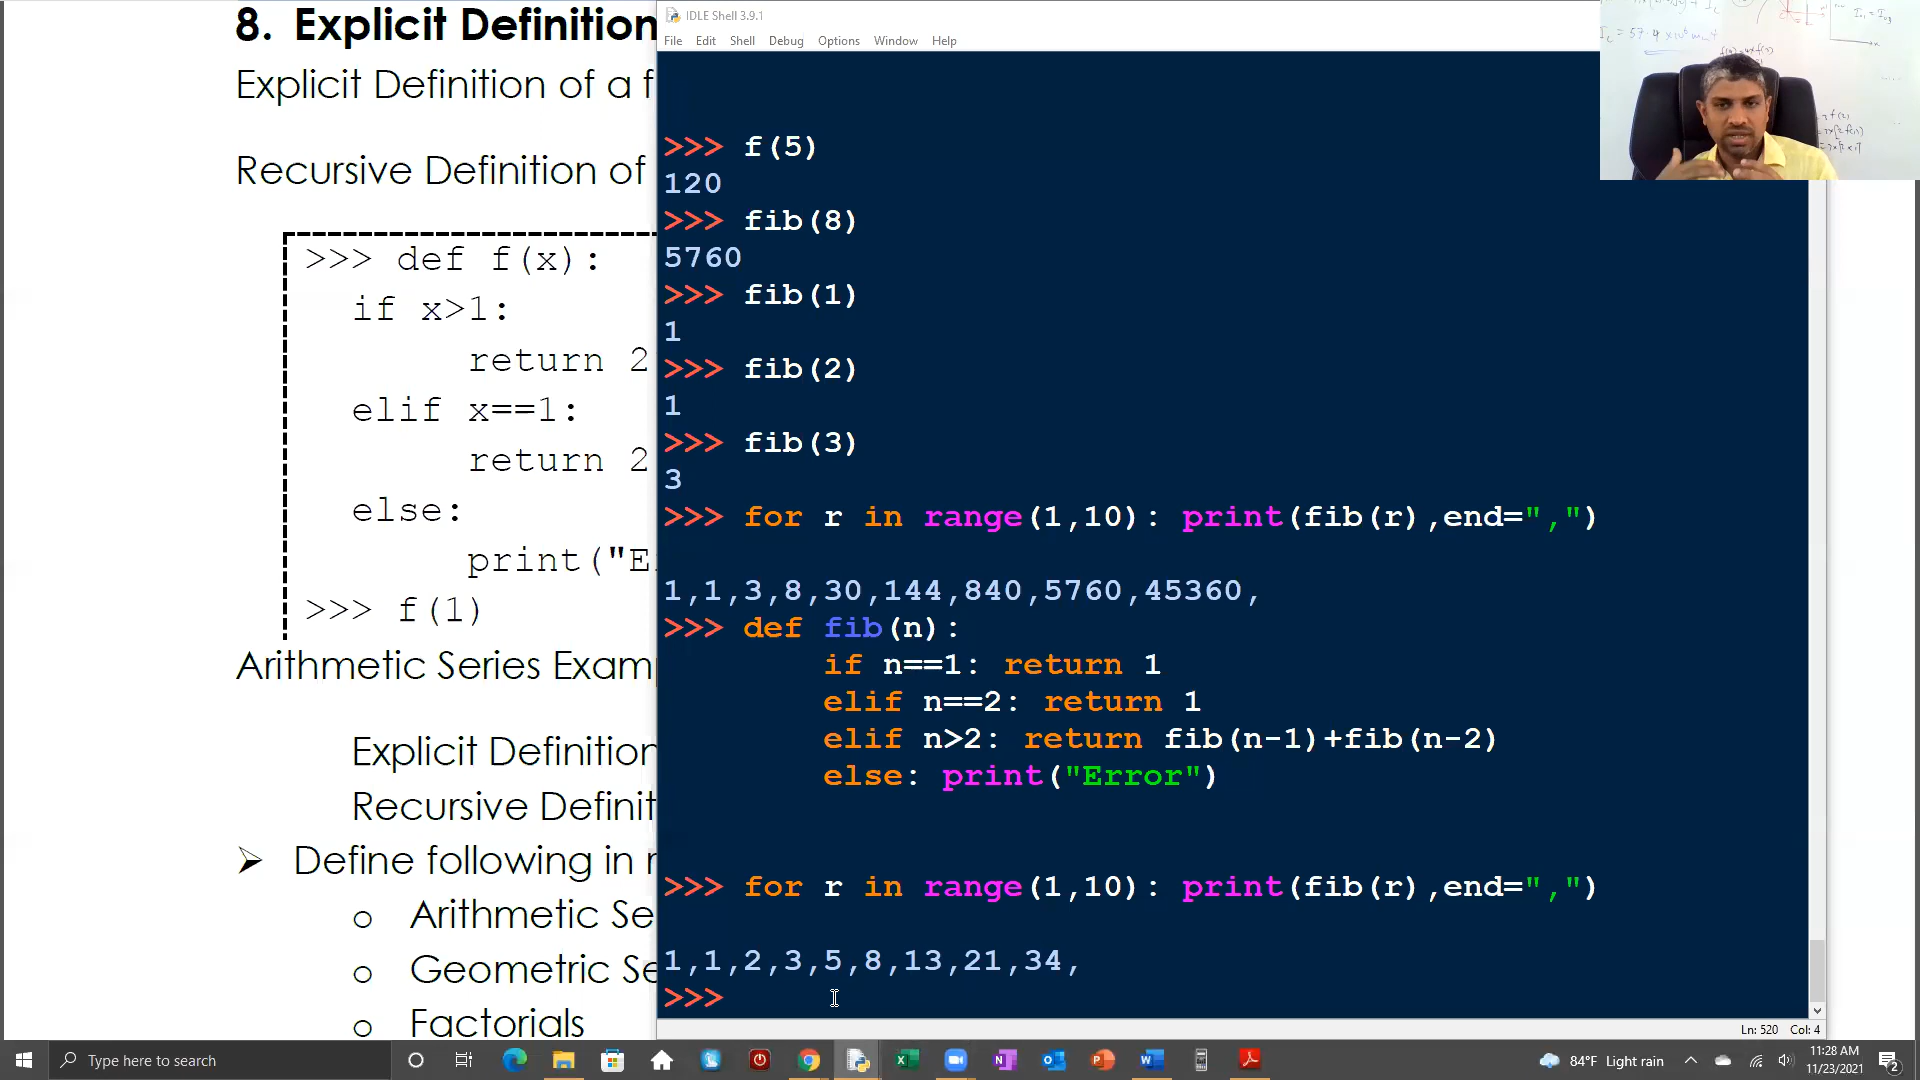 8. Explicit Definition
Explicit Definition of a f
Recursive Definition of
>>> def f(x):
if x>1:
return 2
elif x==1:
return 2
else:
print("E
>>> f(1)
Arithmetic Series Exam
Explicit Definition
Recursive Definit
Define following in
o Arithmetic Se
o Geometric Se
o Factorials
IDLE Shell 3.9.1
File Edit Shell Debug Options Window Help
>>> f(5)
120
>>> fib(8)
5760
>>> fib(1)
1
>>> fib(2)
1
>>> fib(3)
3
>>> for r in range(1,10): print(fib(r),end=",")
1,1,3,8,30,144,840,5760,45360,
>>> def fib(n):
if n==1: return 1
elif n==2: return 1
elif n>2: return fib(n-1)+fib(n-2)
else: print("Error")
>>> for r in range(1,10): print(fib(r),end=",")
1,1,2,3,5,8,13,21,34,
>>>
Ln: 520 Col: 4
Type here to search
84°F Light rain
11:28 AM
11/23/2021
2